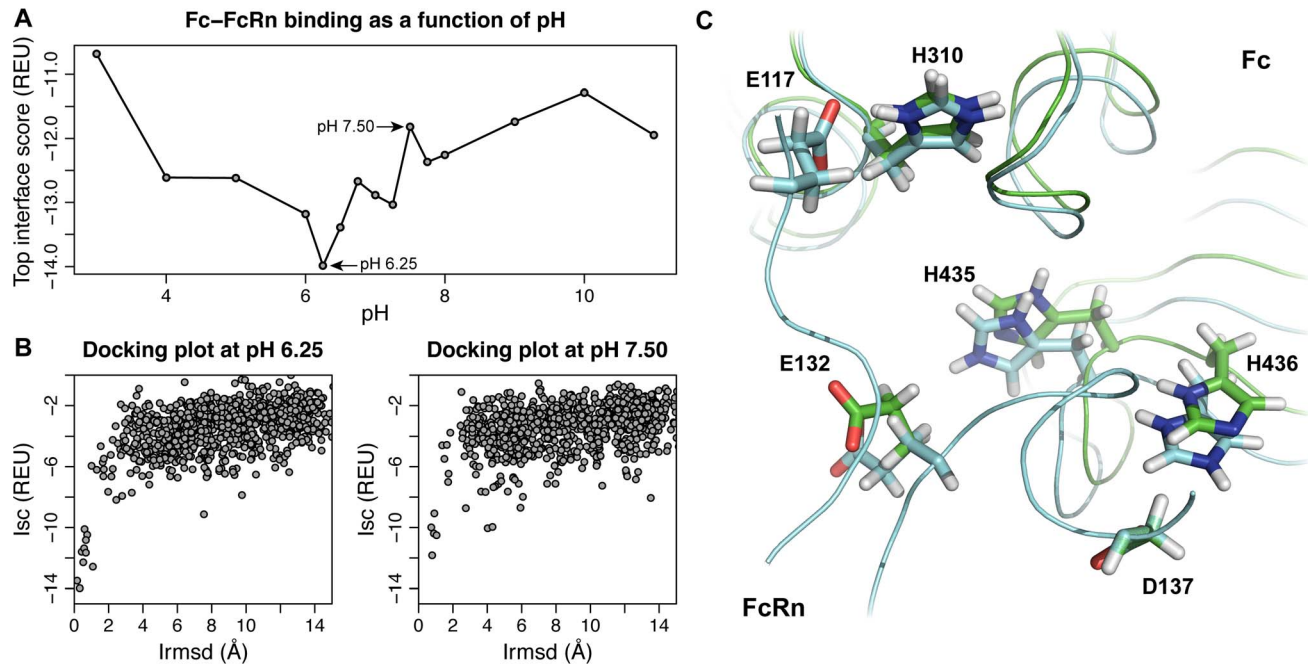 A
Fc–FcRn binding as a function of pH
Top interface score (REU)
-11.0
-12.0
-13.0
-14.0
pH 7.50
pH 6.25
4
6
8
10
pH
B
Docking plot at pH 6.25
Isc (REU)
-2
-6
-10
-14
0
2
4
6
8
10
12
14
Irmsd (Å)
Docking plot at pH 7.50
Isc (REU)
-2
-6
-10
-14
0
2
4
6
8
10
12
14
Irmsd (Å)
C
Fc
E117
H310
H435
E132
H436
D137
FcRn